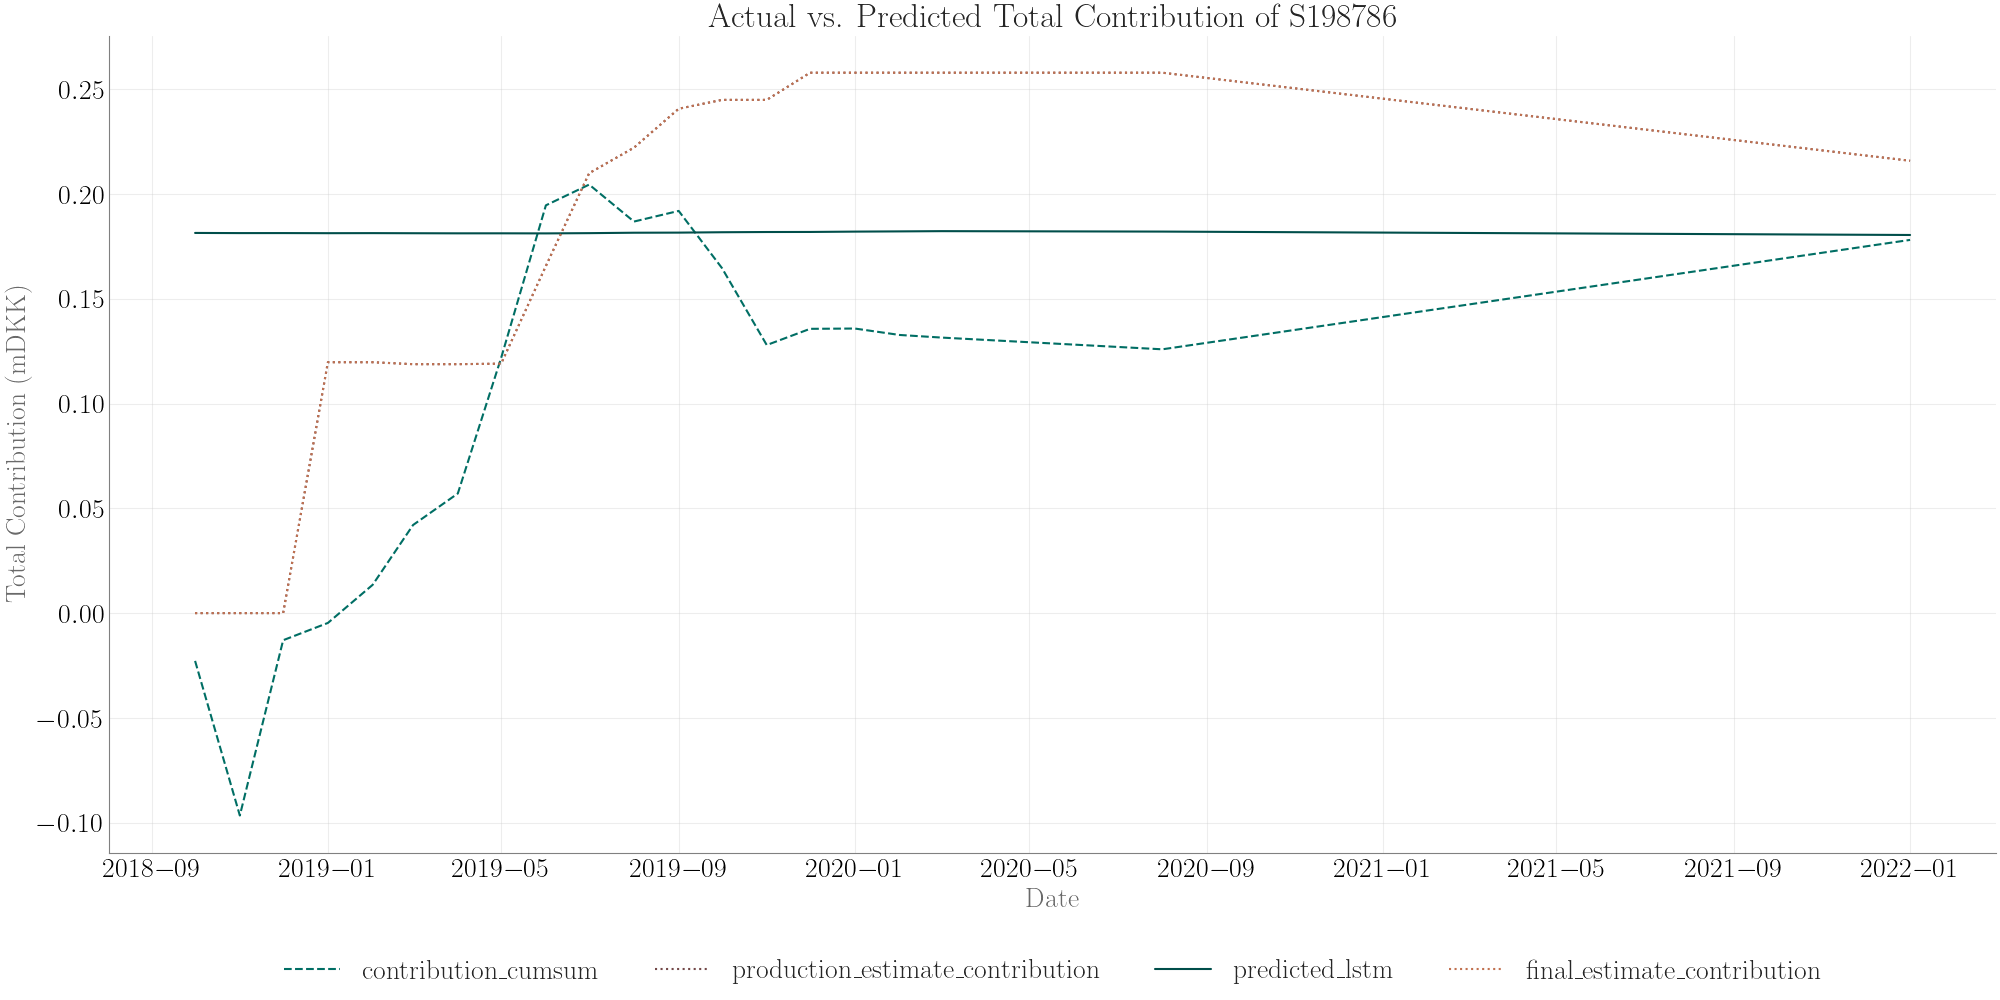 Actual vs. Predicted Total Contribution of S198786
Total Contribution (mDKK)
0.25
0.20
0.15
0.10
0.05
0.00
−0.05
−0.10
2018−09 2019−01 2019−05 2019−09 2020−01 2020−05 2020−09 2021−01 2021−05 2021−09 2022−01
Date
contribution_cumsum production_estimate_contribution predicted_lstm final_estimate_contribution